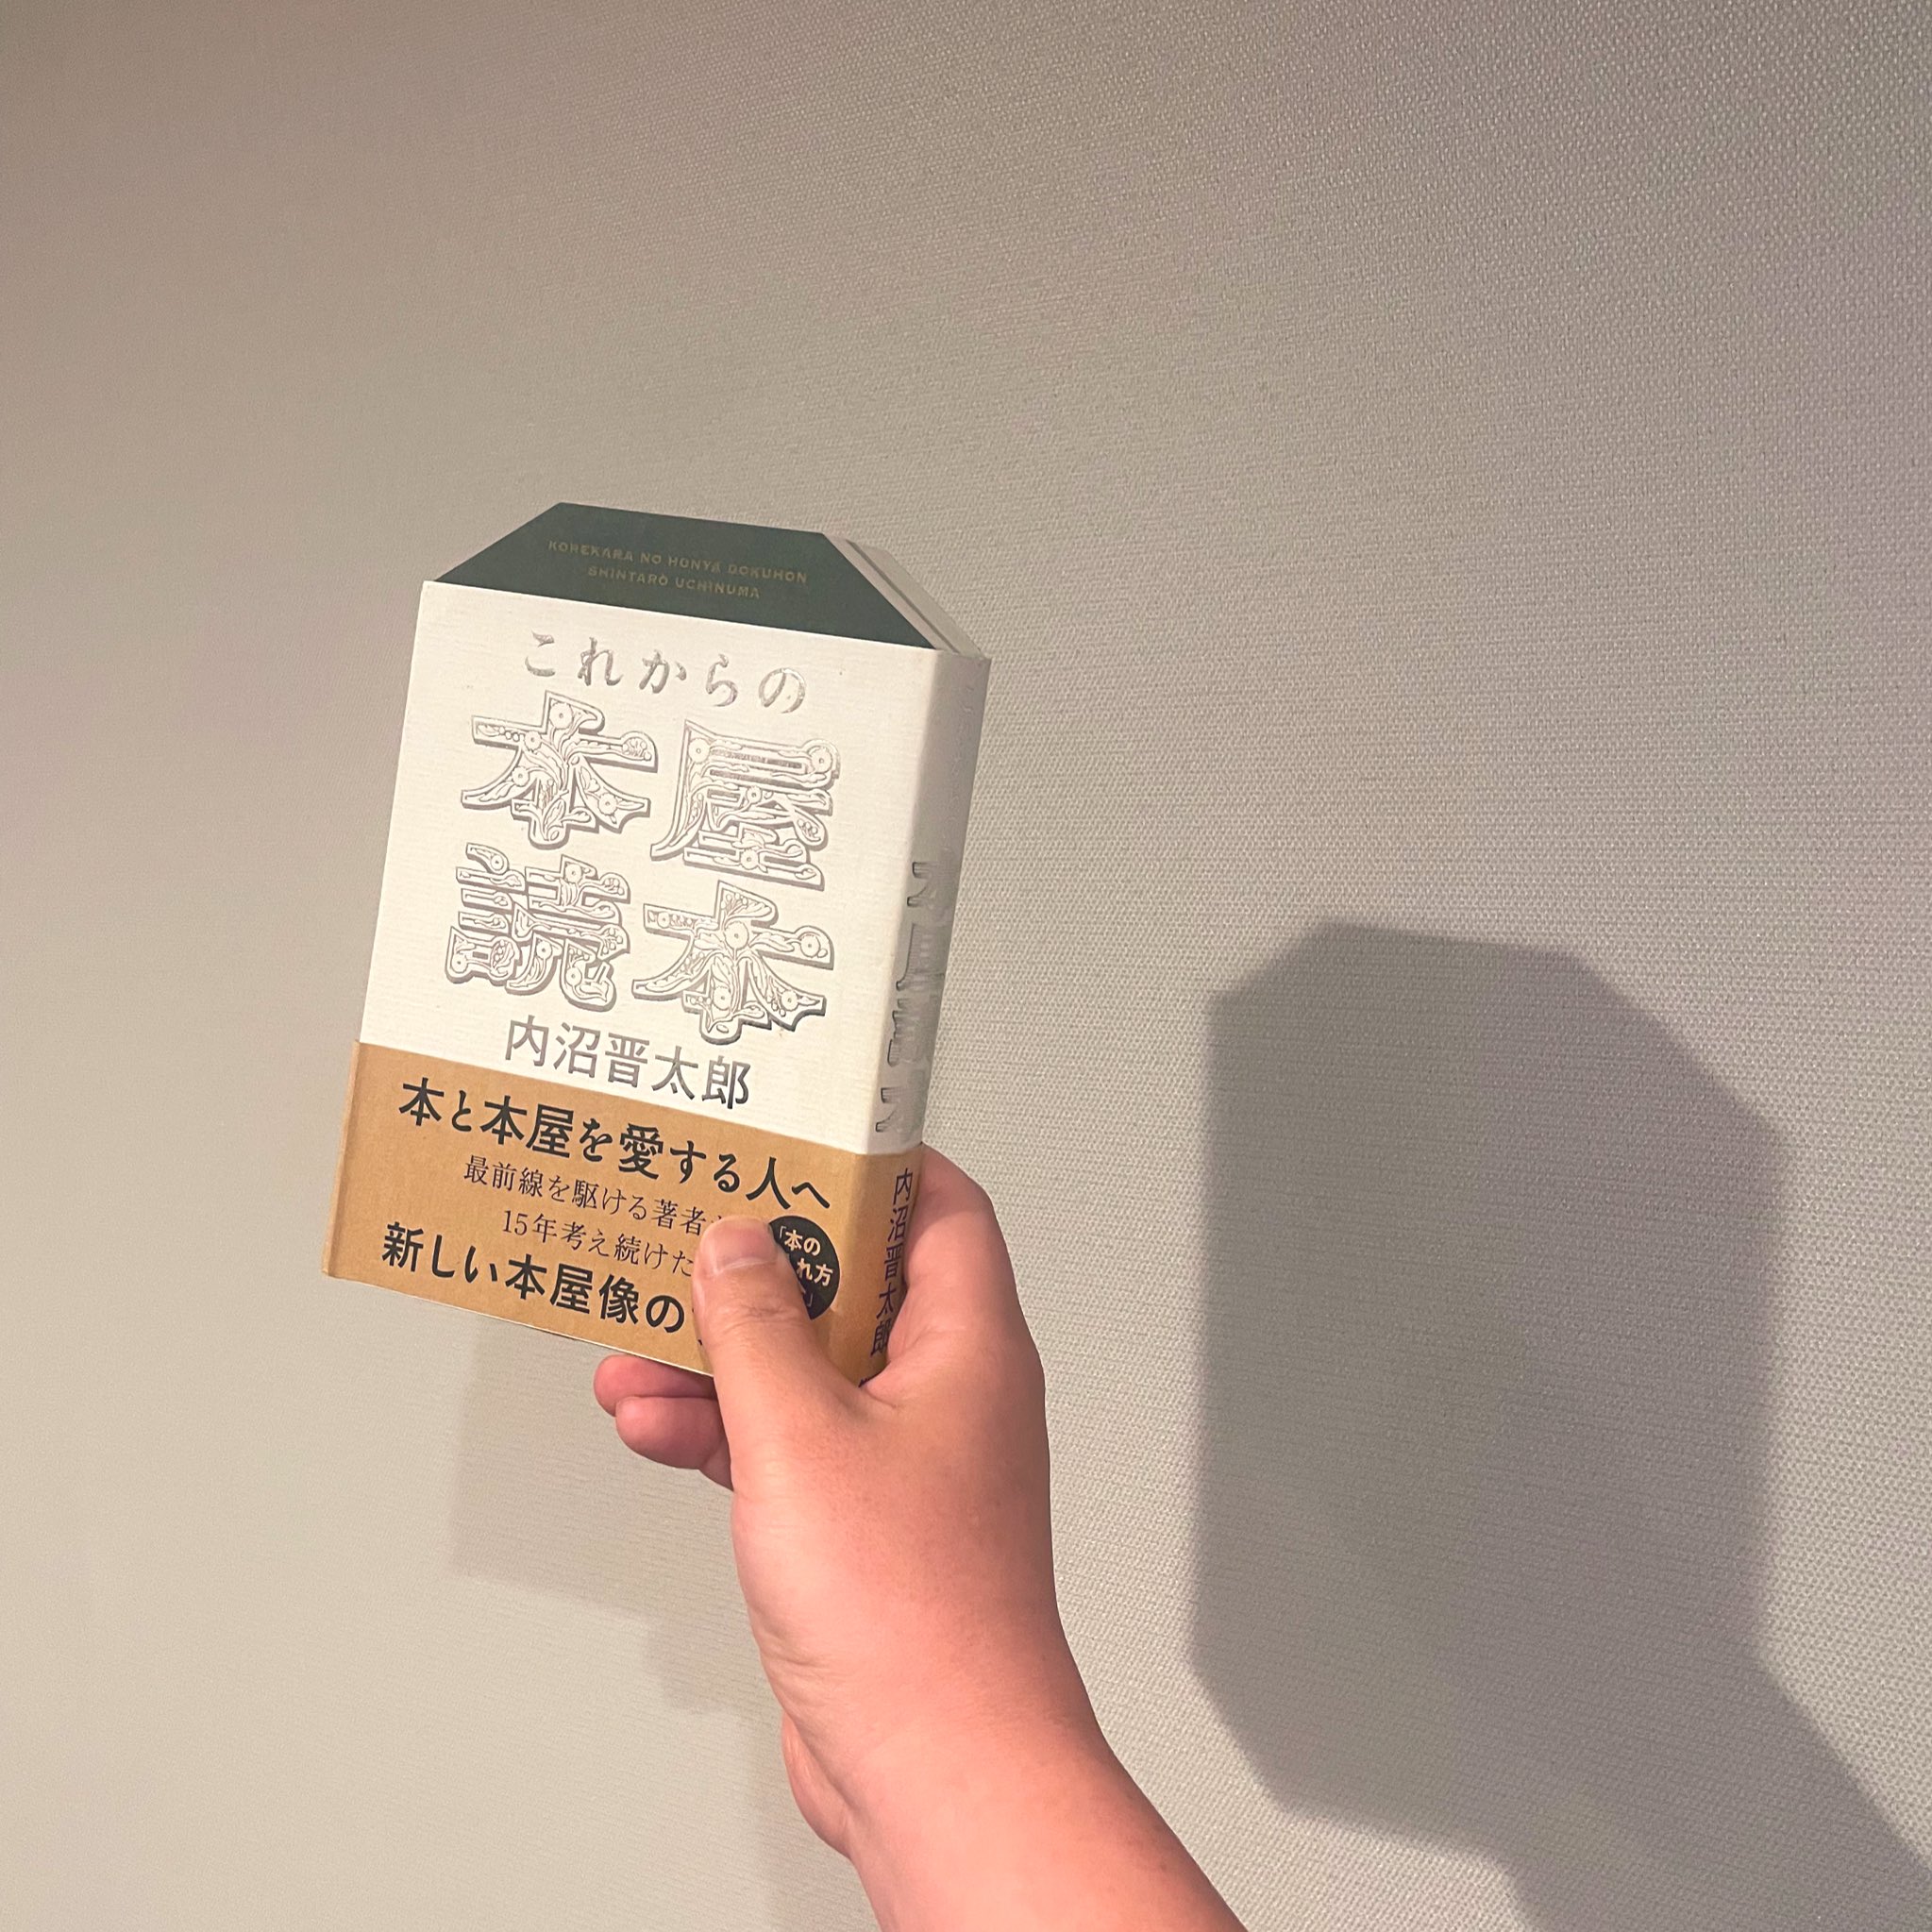 KOREKARA NO HONYA DOKUHON
SHINTARŌ UCHINUMA
これからの
本屋
読本
内沼晋太郎
本と本屋を愛する人へ
最前線を駆ける著者
15年考え続けた
新しい本屋像の
「本の
れ方
内沼晋太郎